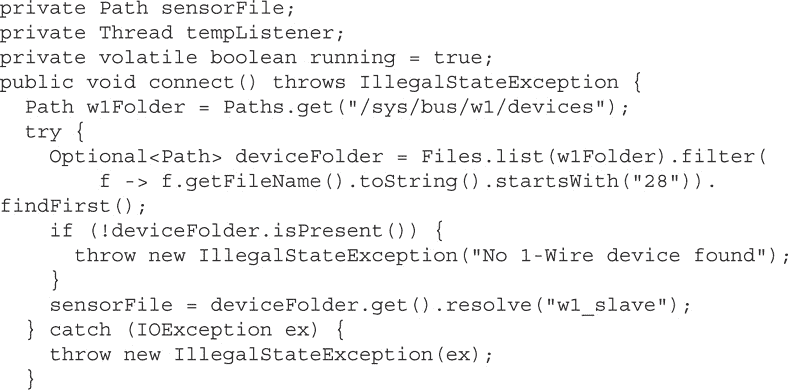 private Path sensorFile;
private Thread tempListener;
private volatile boolean running = true;
public void connect() throws IllegalStateException {
  Path w1Folder = Paths.get("/sys/bus/w1/devices");
  try {
    Optional<Path> deviceFolder = Files.list(w1Folder).filter(
        f -> f.getFileName().toString().startsWith("28")).
findFirst();
    if (!deviceFolder.isPresent()) {
      throw new IllegalStateException("No 1-Wire device found");
    }
    sensorFile = deviceFolder.get().resolve("w1_slave");
  } catch (IOException ex) {
    throw new IllegalStateException(ex);
  }